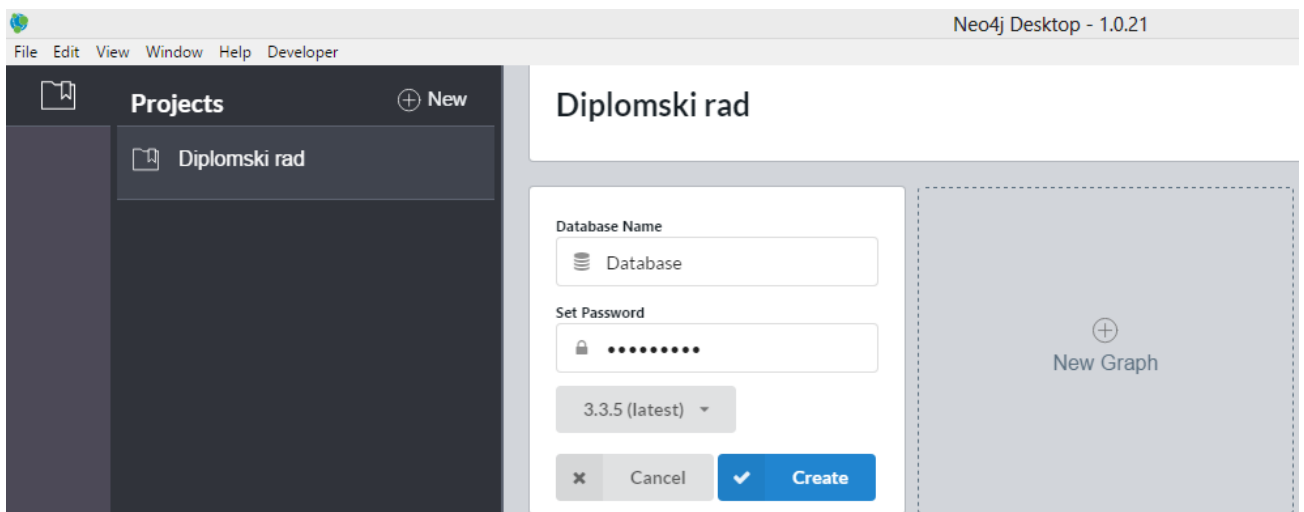 Neo4j Desktop - 1.0.21
File Edit View Window Help Developer
Projects
New
Diplomski rad
Diplomski rad
Database Name
Database
Set Password
•••••••••
3.3.5 (latest)
Cancel
Create
New Graph